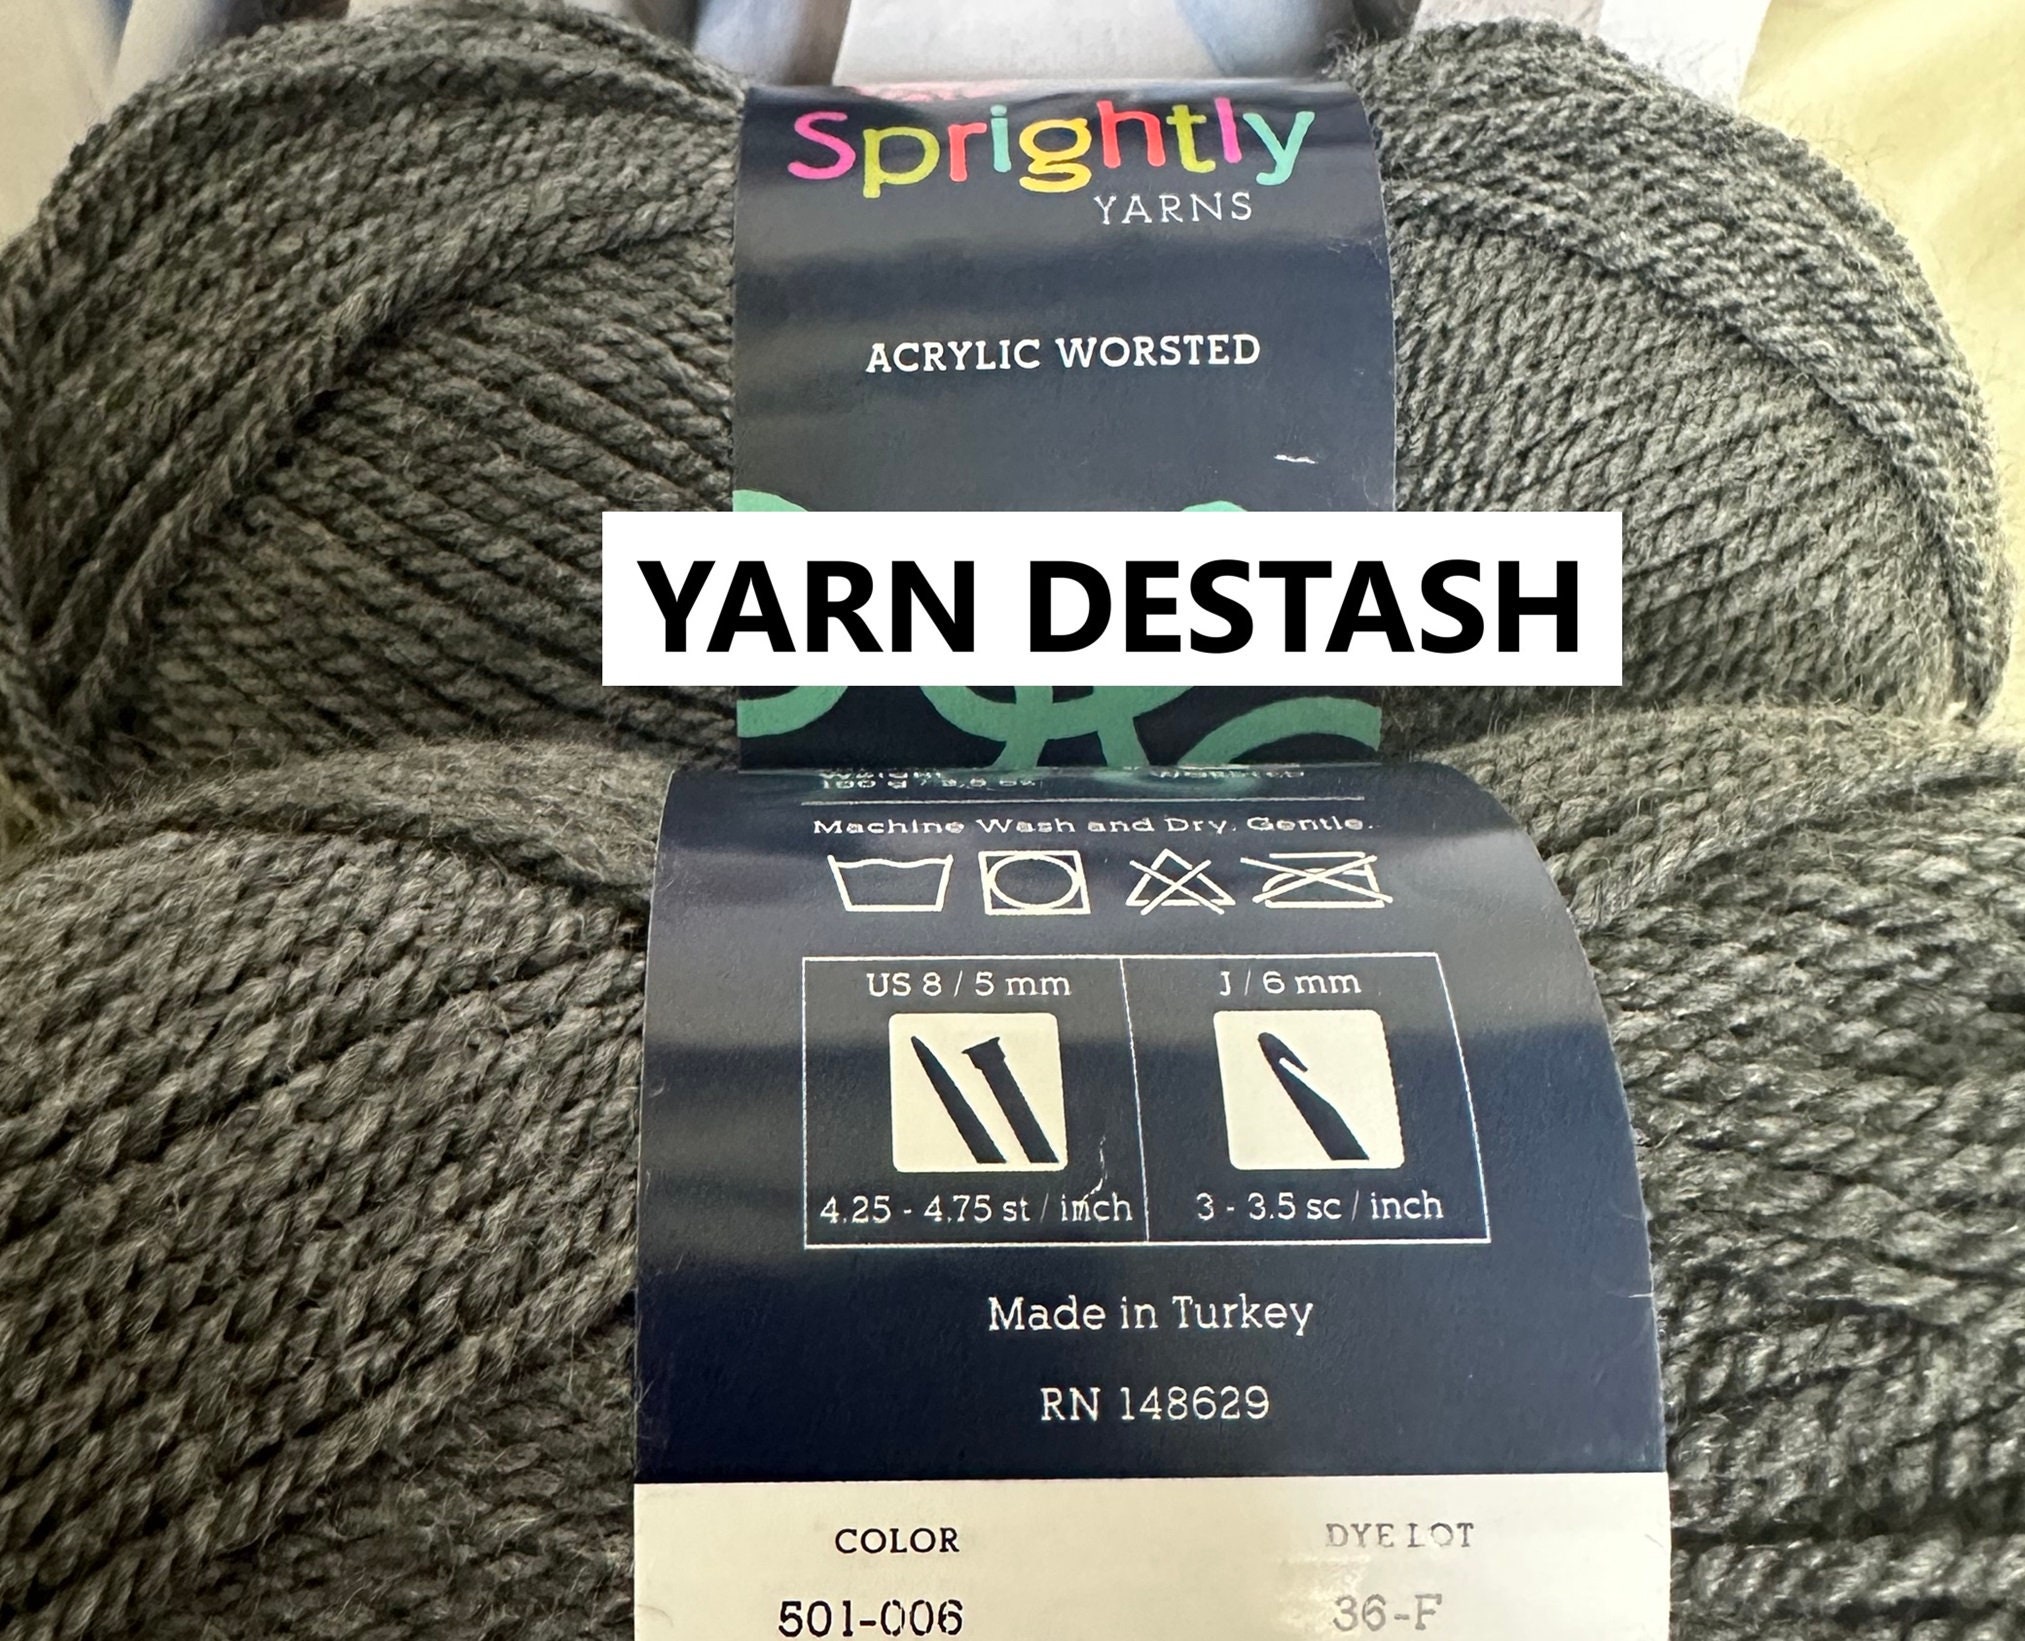 Sprightly
YARNS
ACRYLIC WORSTED
YARN DESTASH
Machine Wash and Dry. Gentle.
US 8 / 5 mm
J / 6 mm
4.25 - 4.75 st / inch
3 - 3.5 sc / inch
Made in Turkey
RN 148629
COLOR
DYE LOT
501-006
36-F